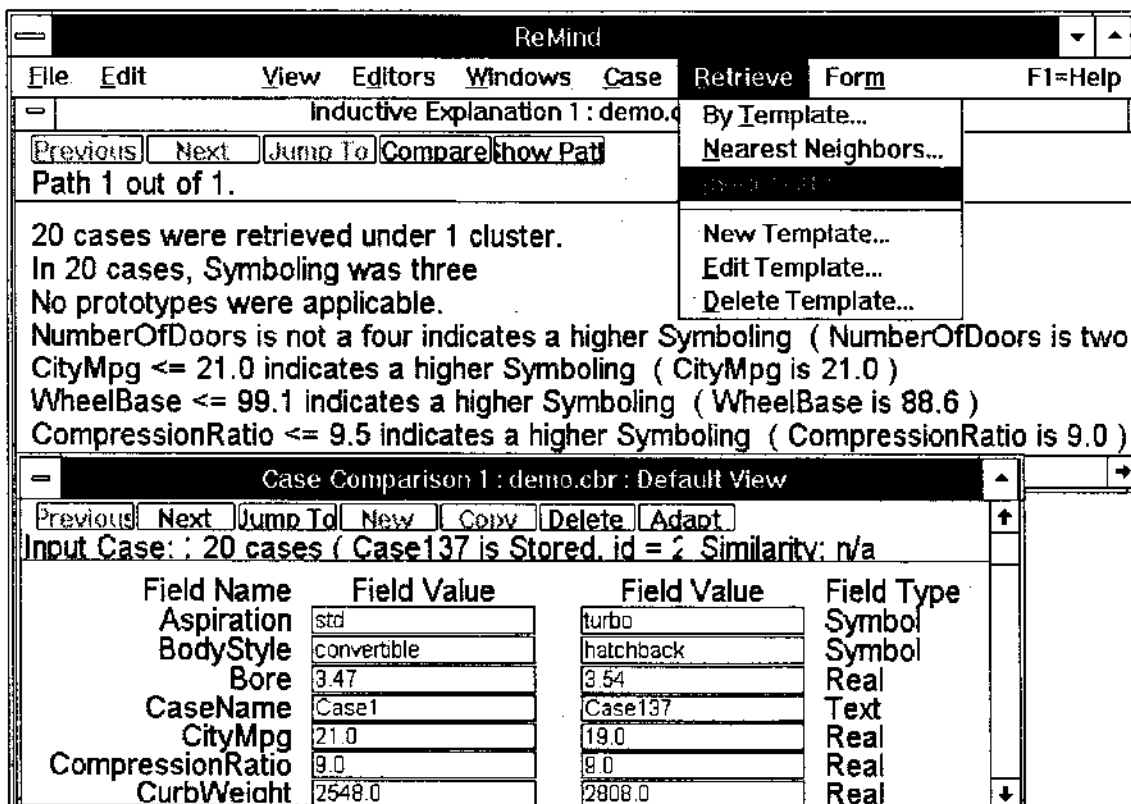 ReMind
File Edit View Editors Windows Case Retrieve Form F1=Help
Inductive Explanation 1 : demo.c
By Template...
Nearest Neighbors...
New Template...
Edit Template...
Delete Template...
Previous Next Jump To Compare Show Path
Path 1 out of 1.
20 cases were retrieved under 1 cluster.
In 20 cases, Symboling was three
No prototypes were applicable.
NumberOfDoors is not a four indicates a higher Symboling ( NumberOfDoors is two
CityMpg <= 21.0 indicates a higher Symboling ( CityMpg is 21.0 )
WheelBase <= 99.1 indicates a higher Symboling ( WheelBase is 88.6 )
CompressionRatio <= 9.5 indicates a higher Symboling ( CompressionRatio is 9.0 )
Case Comparison 1 : demo.cbr : Default View
Previous Next Jump To New Copy Delete Adapt
Input Case: : 20 cases ( Case137 is Stored, id = 2 Similarity: n/a
Field Name Field Value Field Value Field Type
Aspiration std turbo Symbol
BodyStyle convertible hatchback Symbol
Bore 3.47 3.54 Real
CaseName Case1 Case137 Text
CityMpg 21.0 19.0 Real
CompressionRatio 9.0 9.0 Real
CurbWeight 2548.0 2808.0 Real